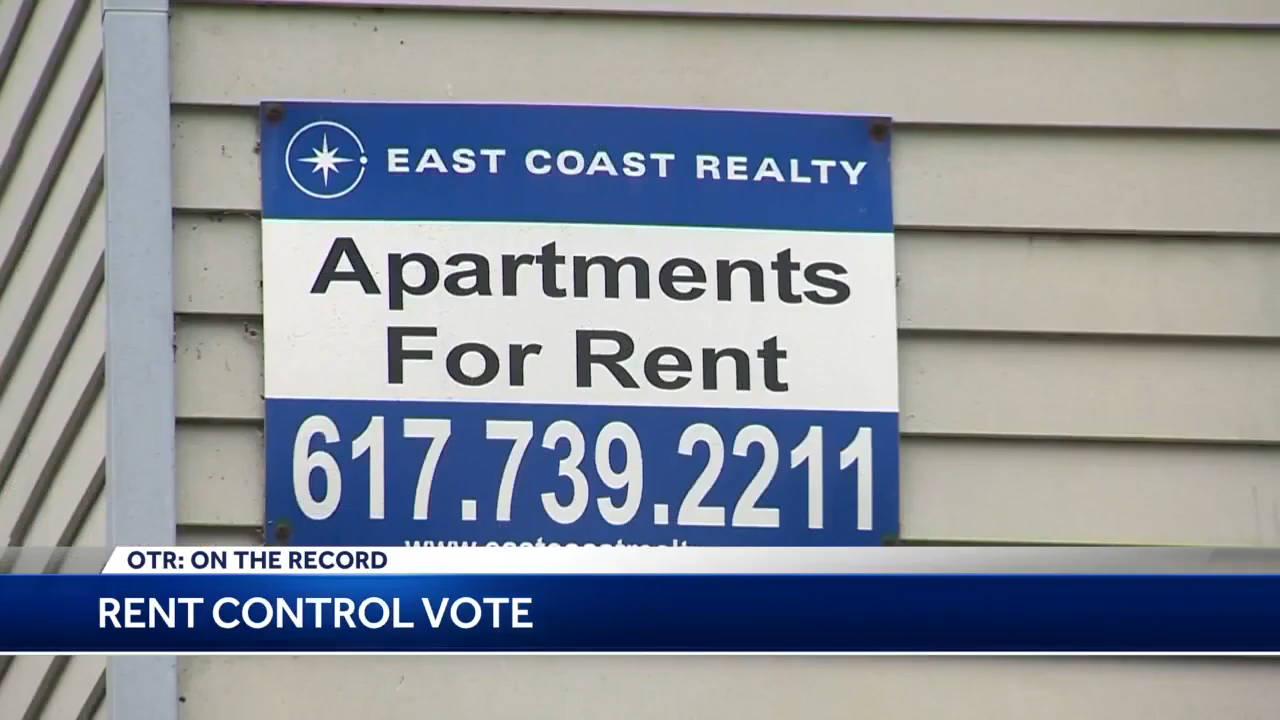 EAST COAST REALTY
Apartments
For Rent
617.739.2211
OTR: ON THE RECORD
RENT CONTROL VOTE